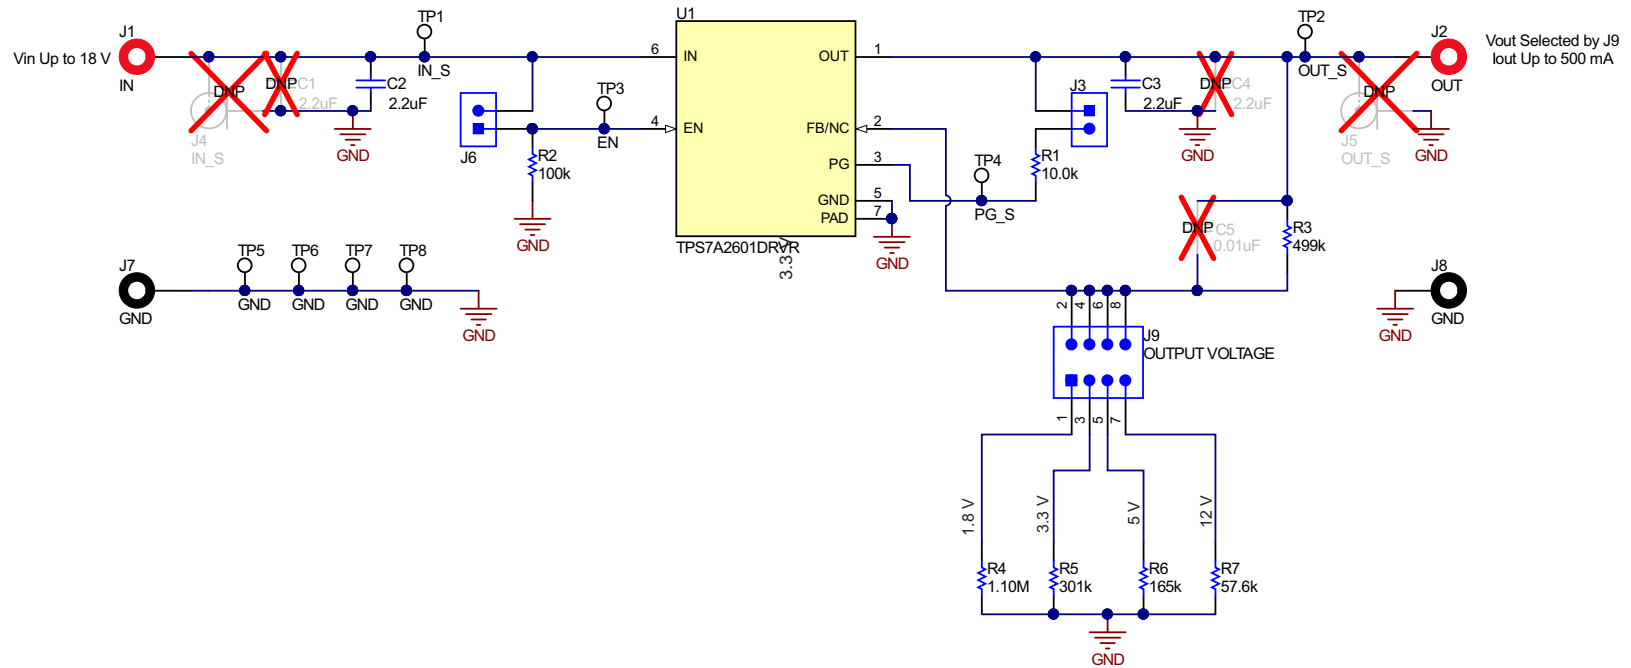 J1
Vin Up to 18 V
IN
TP1
IN_S
DNP
C1
2.2uF
DNP
J4
IN_S
C2
2.2uF
GND
J6
TP3
EN
R2
100k
GND
U1
6
IN
4
EN
OUT
1
FB/NC
2
PG
3
GND
5
PAD
7
TPS7A2601DRVR
3.3 V
GND
TP4
PG_S
R1
10.0k
J3
C3
2.2uF
DNP
C4
2.2uF
GND
TP2
OUT_S
DNP
J5
OUT_S
GND
J2
OUT
Vout Selected by J9
Iout Up to 500 mA
DNP
C5
0.01uF
R3
499k
J7
GND
TP5
GND
TP6
GND
TP7
GND
TP8
GND
GND
J8
GND
GND
2
4
6
8
J9
OUTPUT VOLTAGE
1
3
5
7
1.8 V
3.3 V
5 V
12 V
R4
1.10M
R5
301k
R6
165k
R7
57.6k
GND